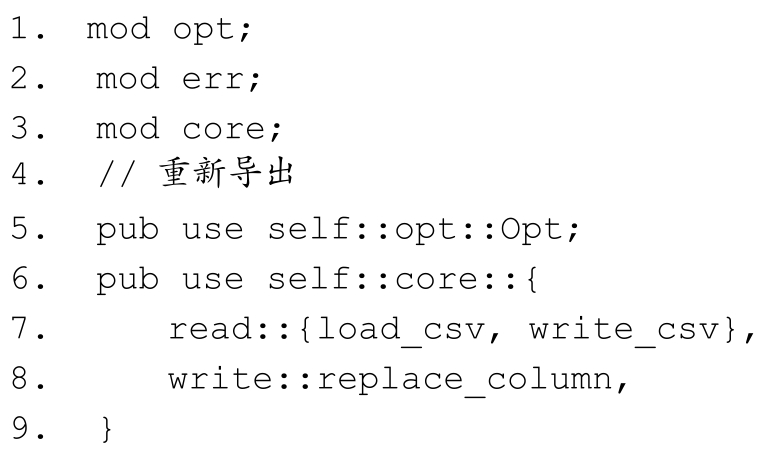 1. mod opt;
2. mod err;
3. mod core;
4. // 重新导出
5. pub use self::opt::Opt;
6. pub use self::core::{
7.     read::{load_csv, write_csv},
8.     write::replace_column,
9. }